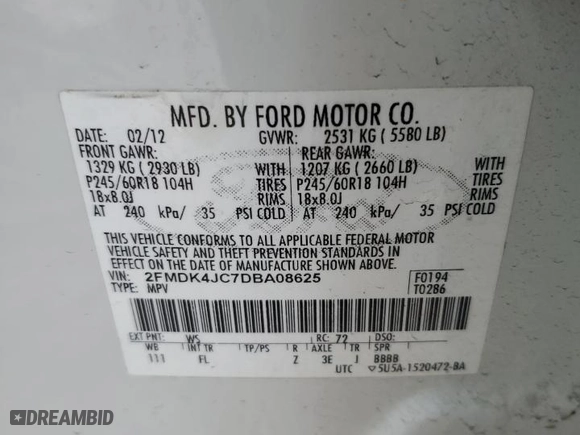 MFD. BY FORD MOTOR CO.
DATE: 02/12 GVWR: 2531 KG ( 5580 LB)
FRONT GAWR: REAR GAWR:
1329 KG ( 2930 LB) WITH 1207 KG ( 2660 LB) WITH
P245/60R18 104H TIRES P245/60R18 104H TIRES
18x8.0J RIMS 18x8.0J RIMS
AT 240 kPa/ 35 PSI COLD AT 240 kPa/ 35 PSI COLD
THIS VEHICLE CONFORMS TO ALL APPLICABLE FEDERAL MOTOR
VEHICLE SAFETY AND THEFT PREVENTION STANDARDS IN
EFFECT ON THE DATE OF MANUFACTURE SHOWN ABOVE.
VIN: 2FMDK4JC7DBA08625 F0194
TYPE: MPV T0286
EXT PNT: WS RC: 72 DSO:
WB INT TR TP/PS R AXLE TR SPR
111 FL Z 3E J BBBB
UTC 5U5A-1520472-BA
DREAMBID